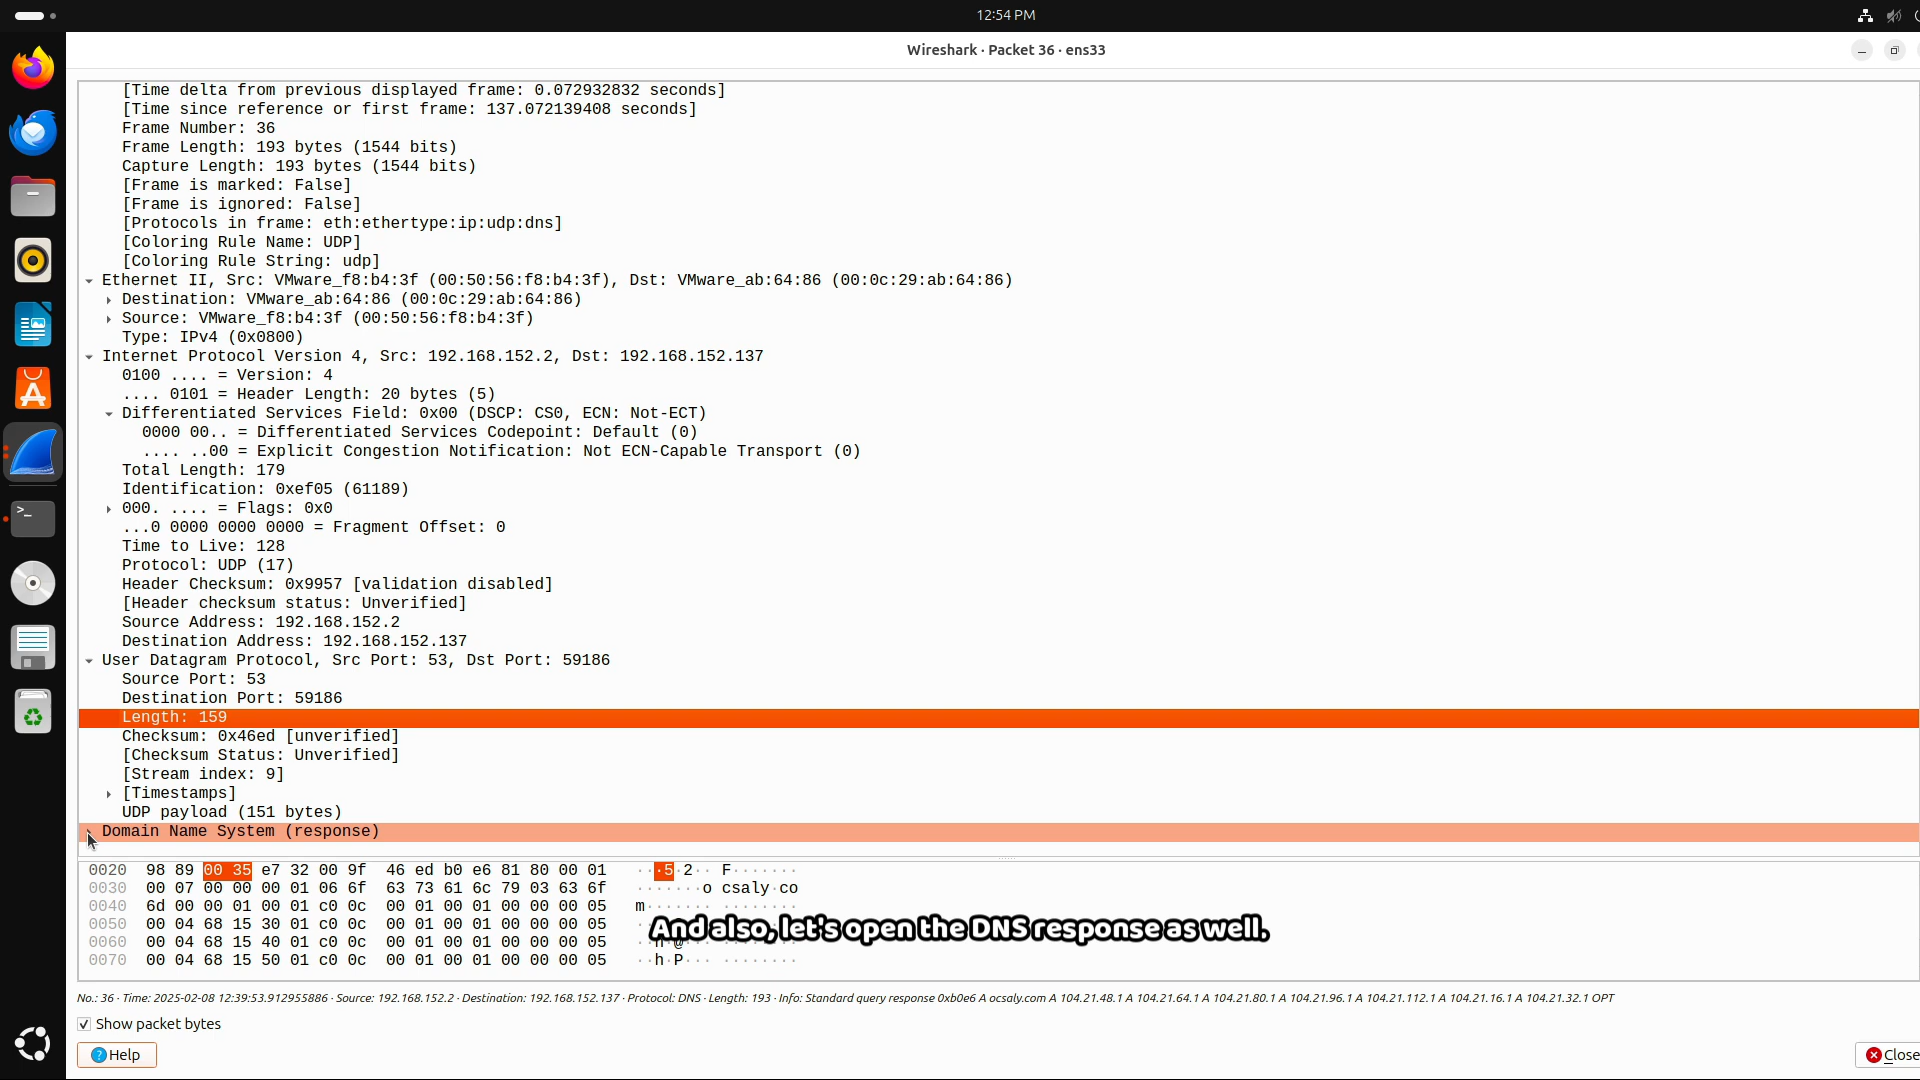 12:54 PM
Wireshark · Packet 36 · ens33
[Time delta from previous displayed frame: 0.072932832 seconds]
[Time since reference or first frame: 137.072139408 seconds]
Frame Number: 36
Frame Length: 193 bytes (1544 bits)
Capture Length: 193 bytes (1544 bits)
[Frame is marked: False]
[Frame is ignored: False]
[Protocols in frame: eth:ethertype:ip:udp:dns]
[Coloring Rule Name: UDP]
[Coloring Rule String: udp]
Ethernet II, Src: VMware_f8:b4:3f (00:50:56:f8:b4:3f), Dst: VMware_ab:64:86 (00:0c:29:ab:64:86)
Destination: VMware_ab:64:86 (00:0c:29:ab:64:86)
Source: VMware_f8:b4:3f (00:50:56:f8:b4:3f)
Type: IPv4 (0x0800)
Internet Protocol Version 4, Src: 192.168.152.2, Dst: 192.168.152.137
0100 .... = Version: 4
.... 0101 = Header Length: 20 bytes (5)
Differentiated Services Field: 0x00 (DSCP: CS0, ECN: Not-ECT)
0000 00.. = Differentiated Services Codepoint: Default (0)
.... ..00 = Explicit Congestion Notification: Not ECN-Capable Transport (0)
Total Length: 179
Identification: 0xef05 (61189)
000. .... = Flags: 0x0
...0 0000 0000 0000 = Fragment Offset: 0
Time to Live: 128
Protocol: UDP (17)
Header Checksum: 0x9957 [validation disabled]
[Header checksum status: Unverified]
Source Address: 192.168.152.2
Destination Address: 192.168.152.137
User Datagram Protocol, Src Port: 53, Dst Port: 59186
Source Port: 53
Destination Port: 59186
Length: 159
Checksum: 0x46ed [unverified]
[Checksum Status: Unverified]
[Stream index: 9]
[Timestamps]
UDP payload (151 bytes)
Domain Name System (response)
0020 98 89 00 35 e7 32 00 9f 46 ed b0 e6 81 80 00 01 ···5·2·· F·······
0030 00 07 00 00 00 01 06 6f 63 73 61 6c 79 03 63 6f ·······o csaly·co
0040 6d 00 00 01 00 01 c0 0c 00 01 00 01 00 00 00 05 m······· ········
0050 00 04 68 15 30 01 c0 0c 00 01 00 01 00 00 00 05
0060 00 04 68 15 40 01 c0 0c 00 01 00 01 00 00 00 05 ··h·@··· ········
0070 00 04 68 15 50 01 c0 0c 00 01 00 01 00 00 00 05 ··h·P··· ········
And also, let's open the DNS response as well.
No.: 36 · Time: 2025-02-08 12:39:53.912955886 · Source: 192.168.152.2 · Destination: 192.168.152.137 · Protocol: DNS · Length: 193 · Info: Standard query response 0xb0e6 A ocsaly.com A 104.21.48.1 A 104.21.64.1 A 104.21.80.1 A 104.21.96.1 A 104.21.112.1 A 104.21.16.1 A 104.21.32.1 OPT
Show packet bytes
Help
Close